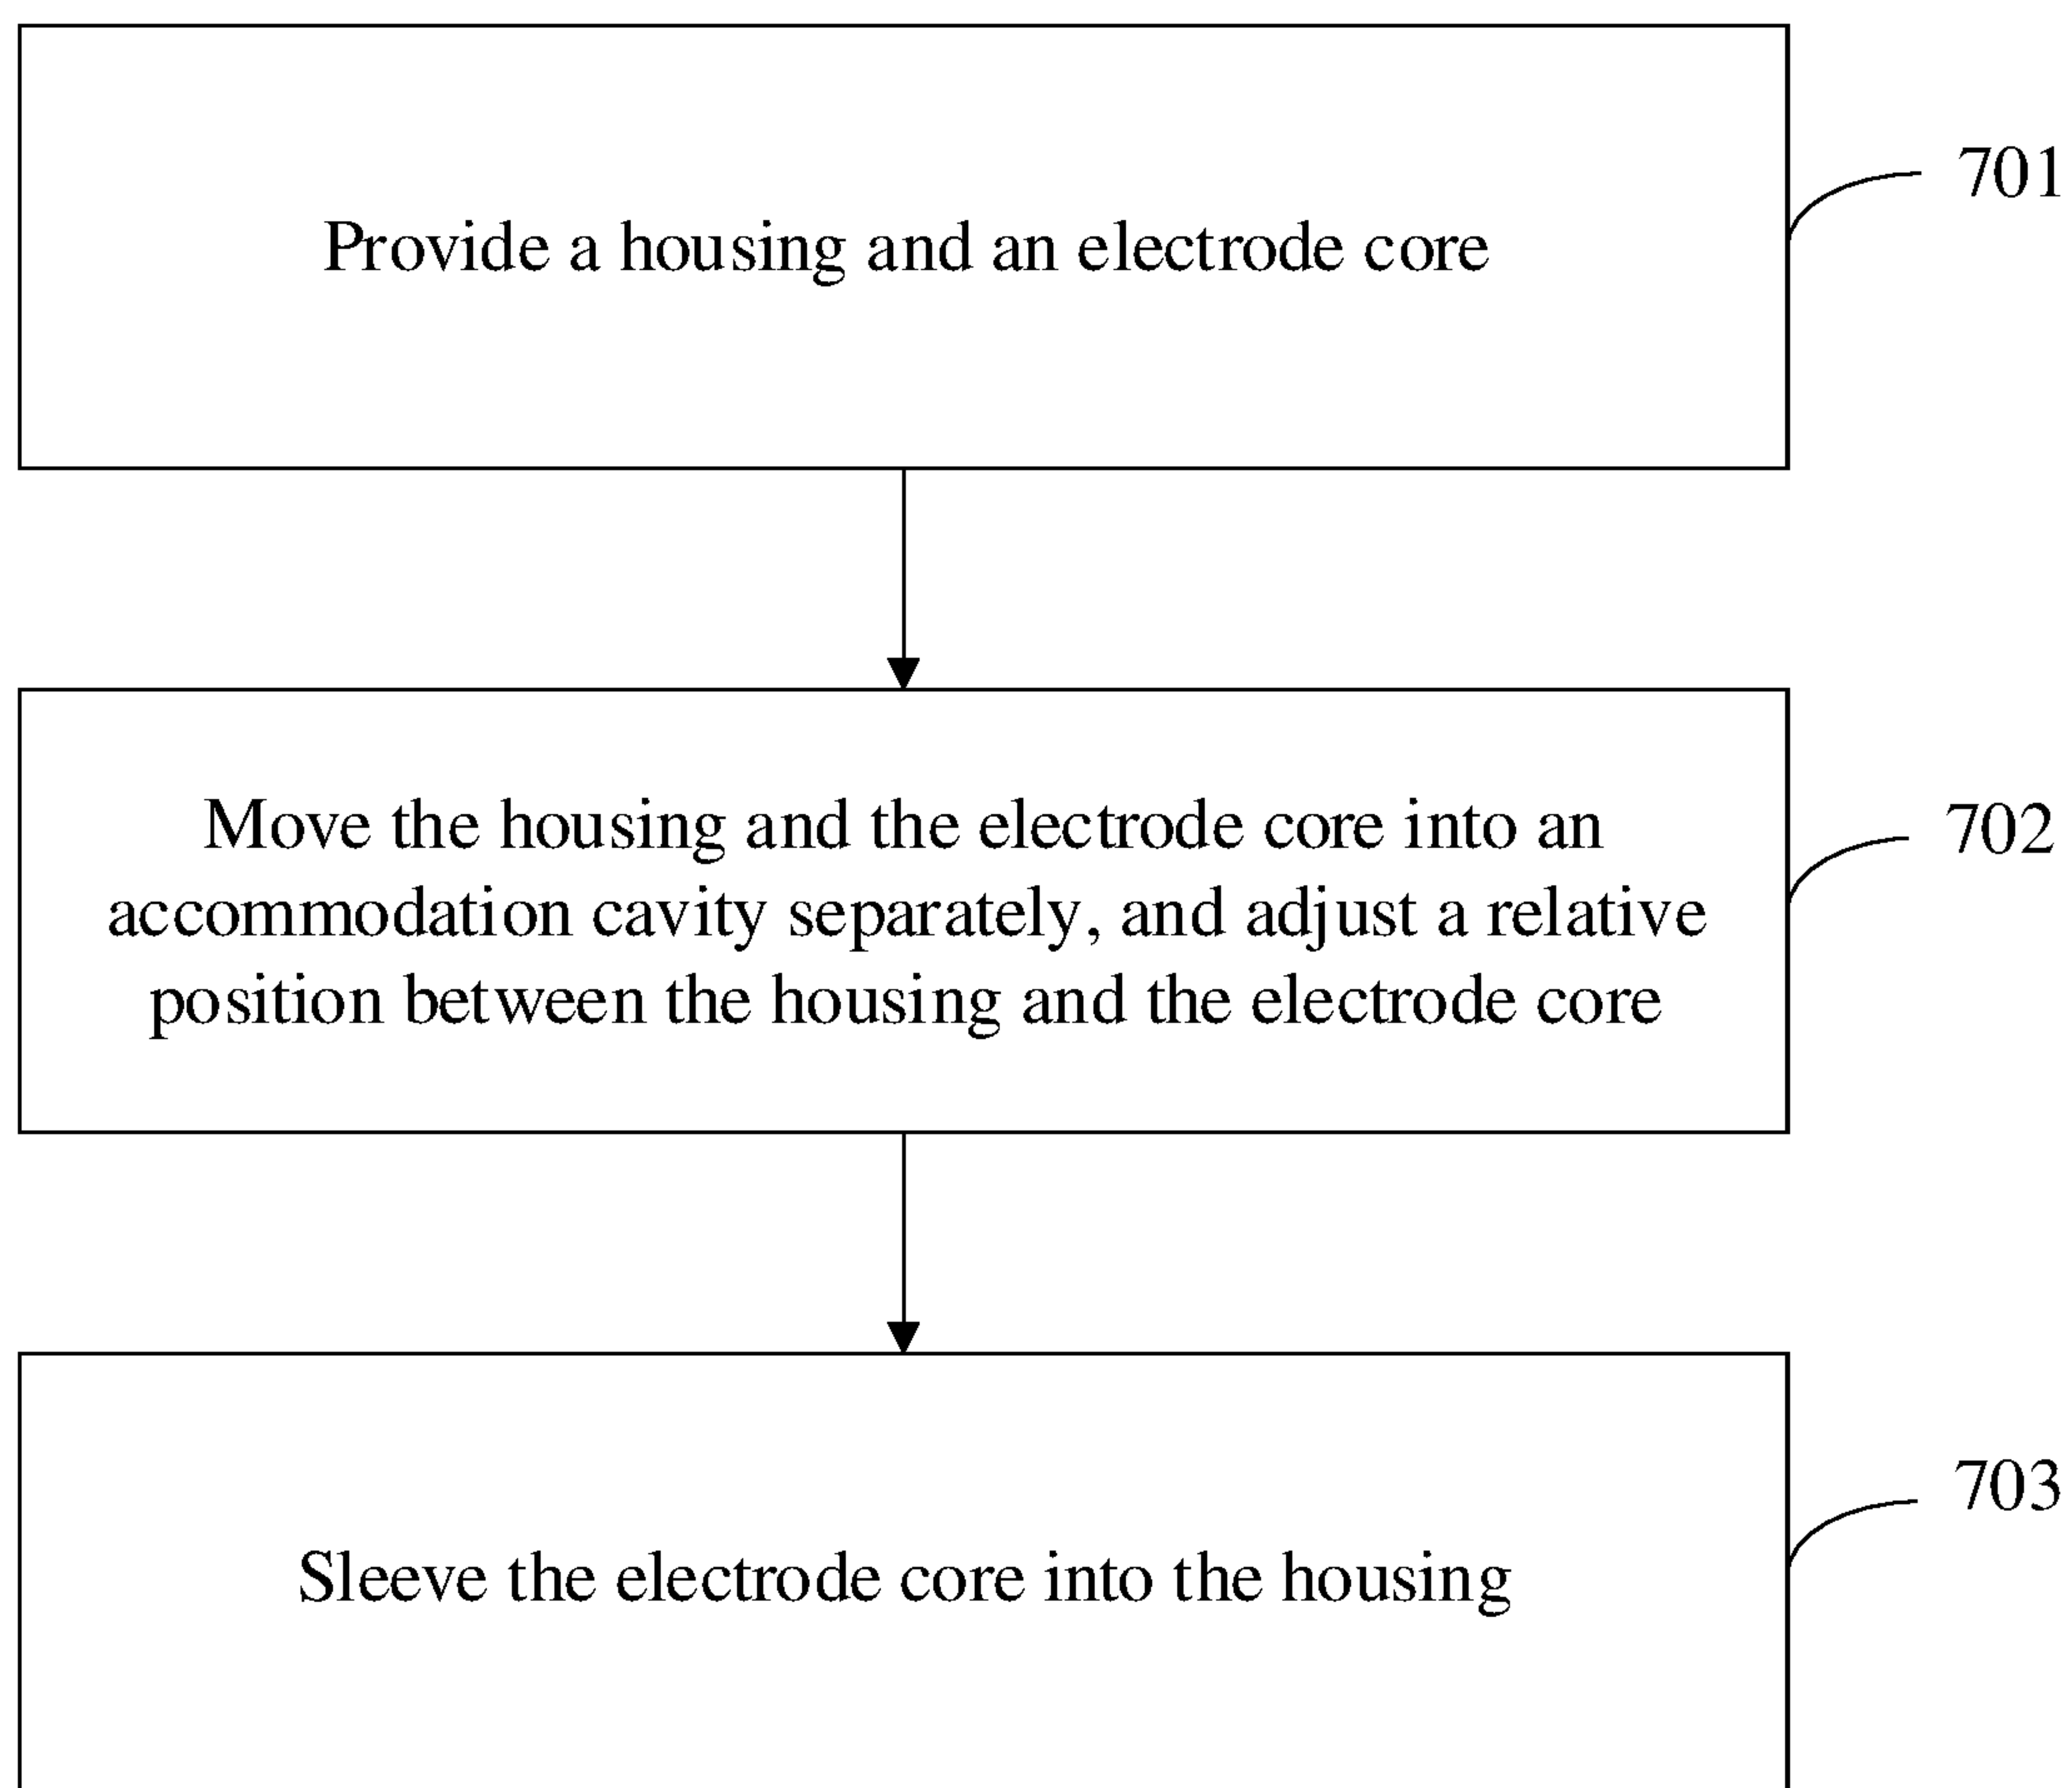 Provide a housing and an electrode core
701
Move the housing and the electrode core into an
accommodation cavity separately, and adjust a relative
position between the housing and the electrode core
702
Sleeve the electrode core into the housing
703